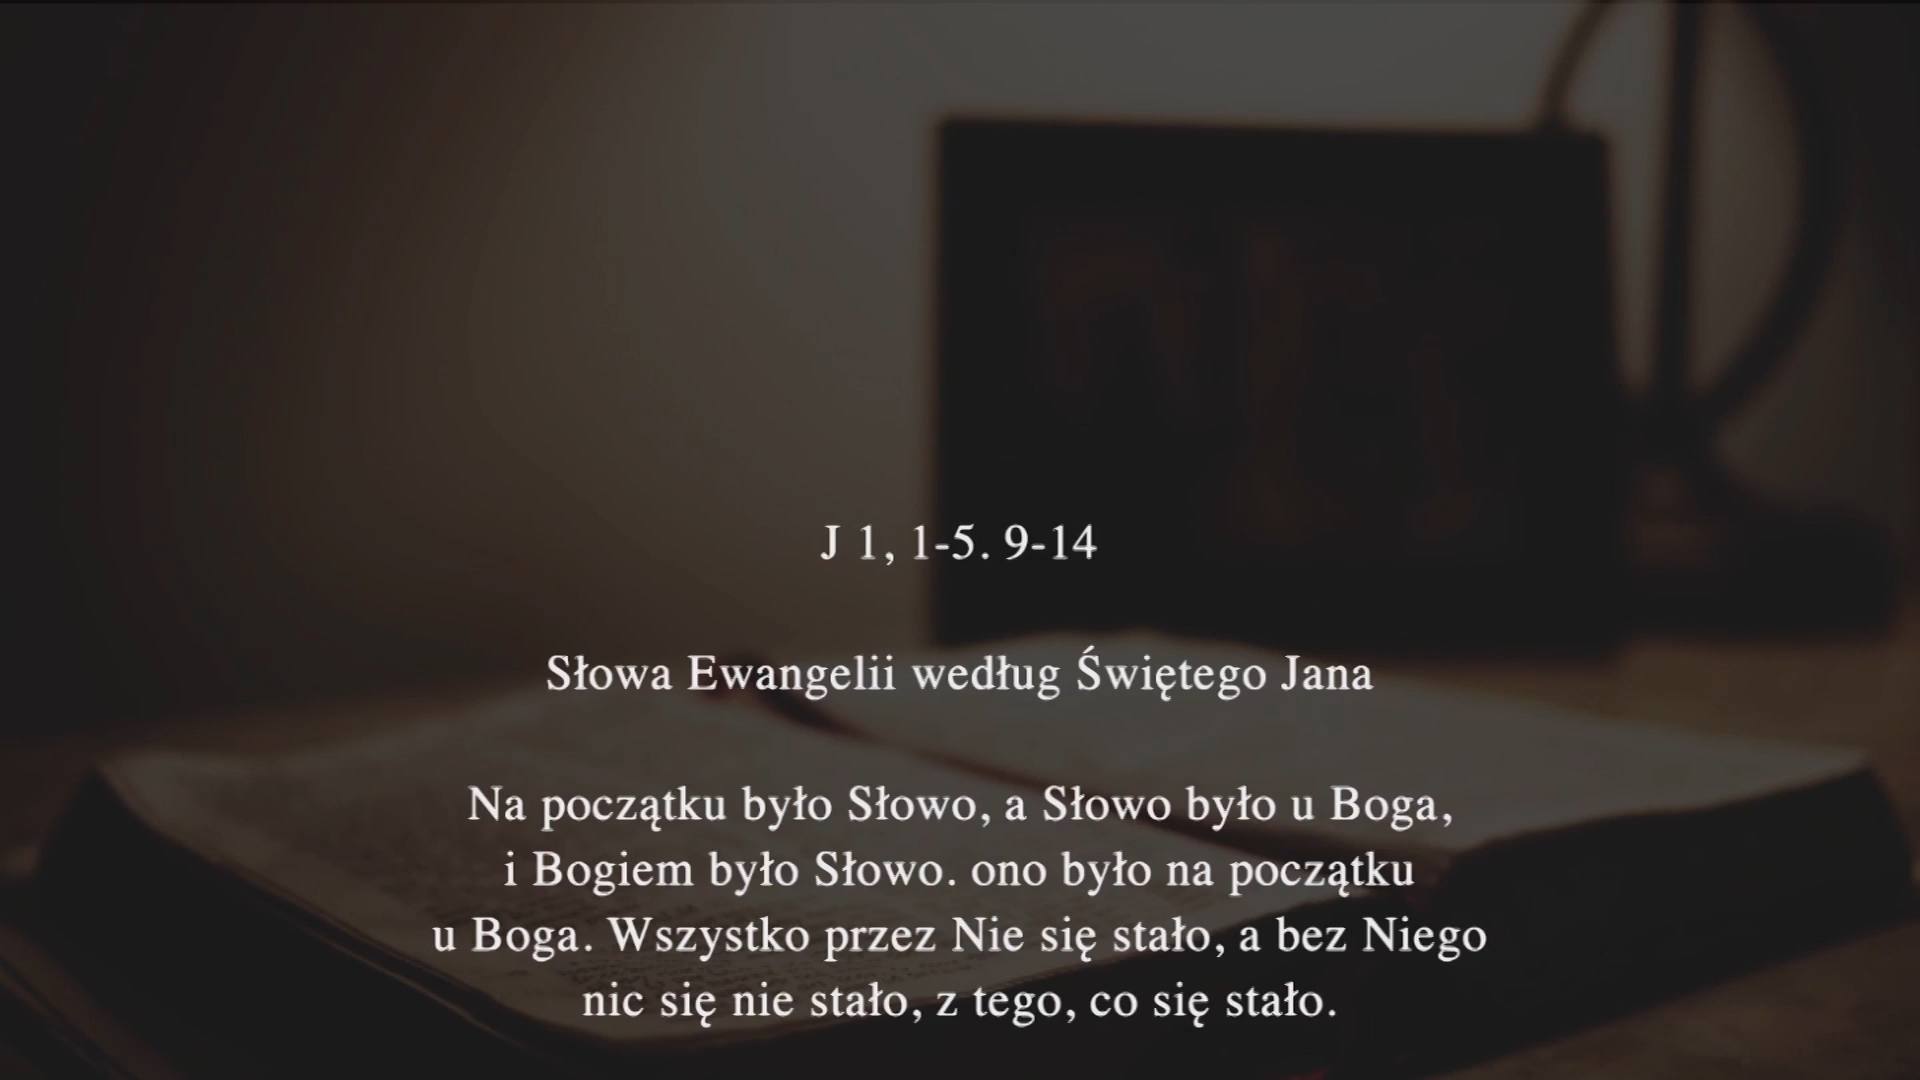 J 1, 1-5. 9-14
Słowa Ewangelii według Świętego Jana
Na początku było Słowo, a Słowo było u Boga,
i Bogiem było Słowo. ono było na początku
u Boga. Wszystko przez Nie się stało, a bez Niego
nic się nie stało, z tego, co się stało.